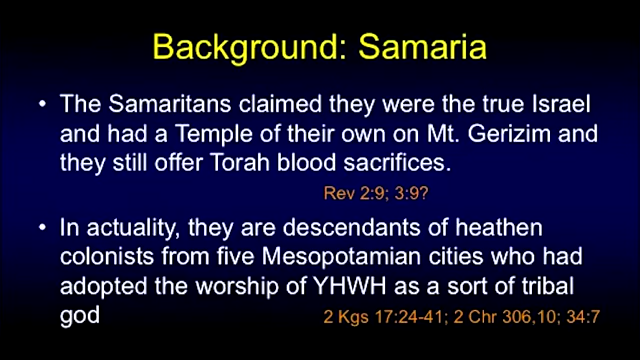 Background: Samaria
• The Samaritans claimed they were the true Israel
and had a Temple of their own on Mt. Gerizim and
they still offer Torah blood sacrifices.
Rev 2:9; 3:9?
• In actuality, they are descendants of heathen
colonists from five Mesopotamian cities who had
adopted the worship of YHWH as a sort of tribal
god 2 Kgs 17:24-41; 2 Chr 306,10; 34:7